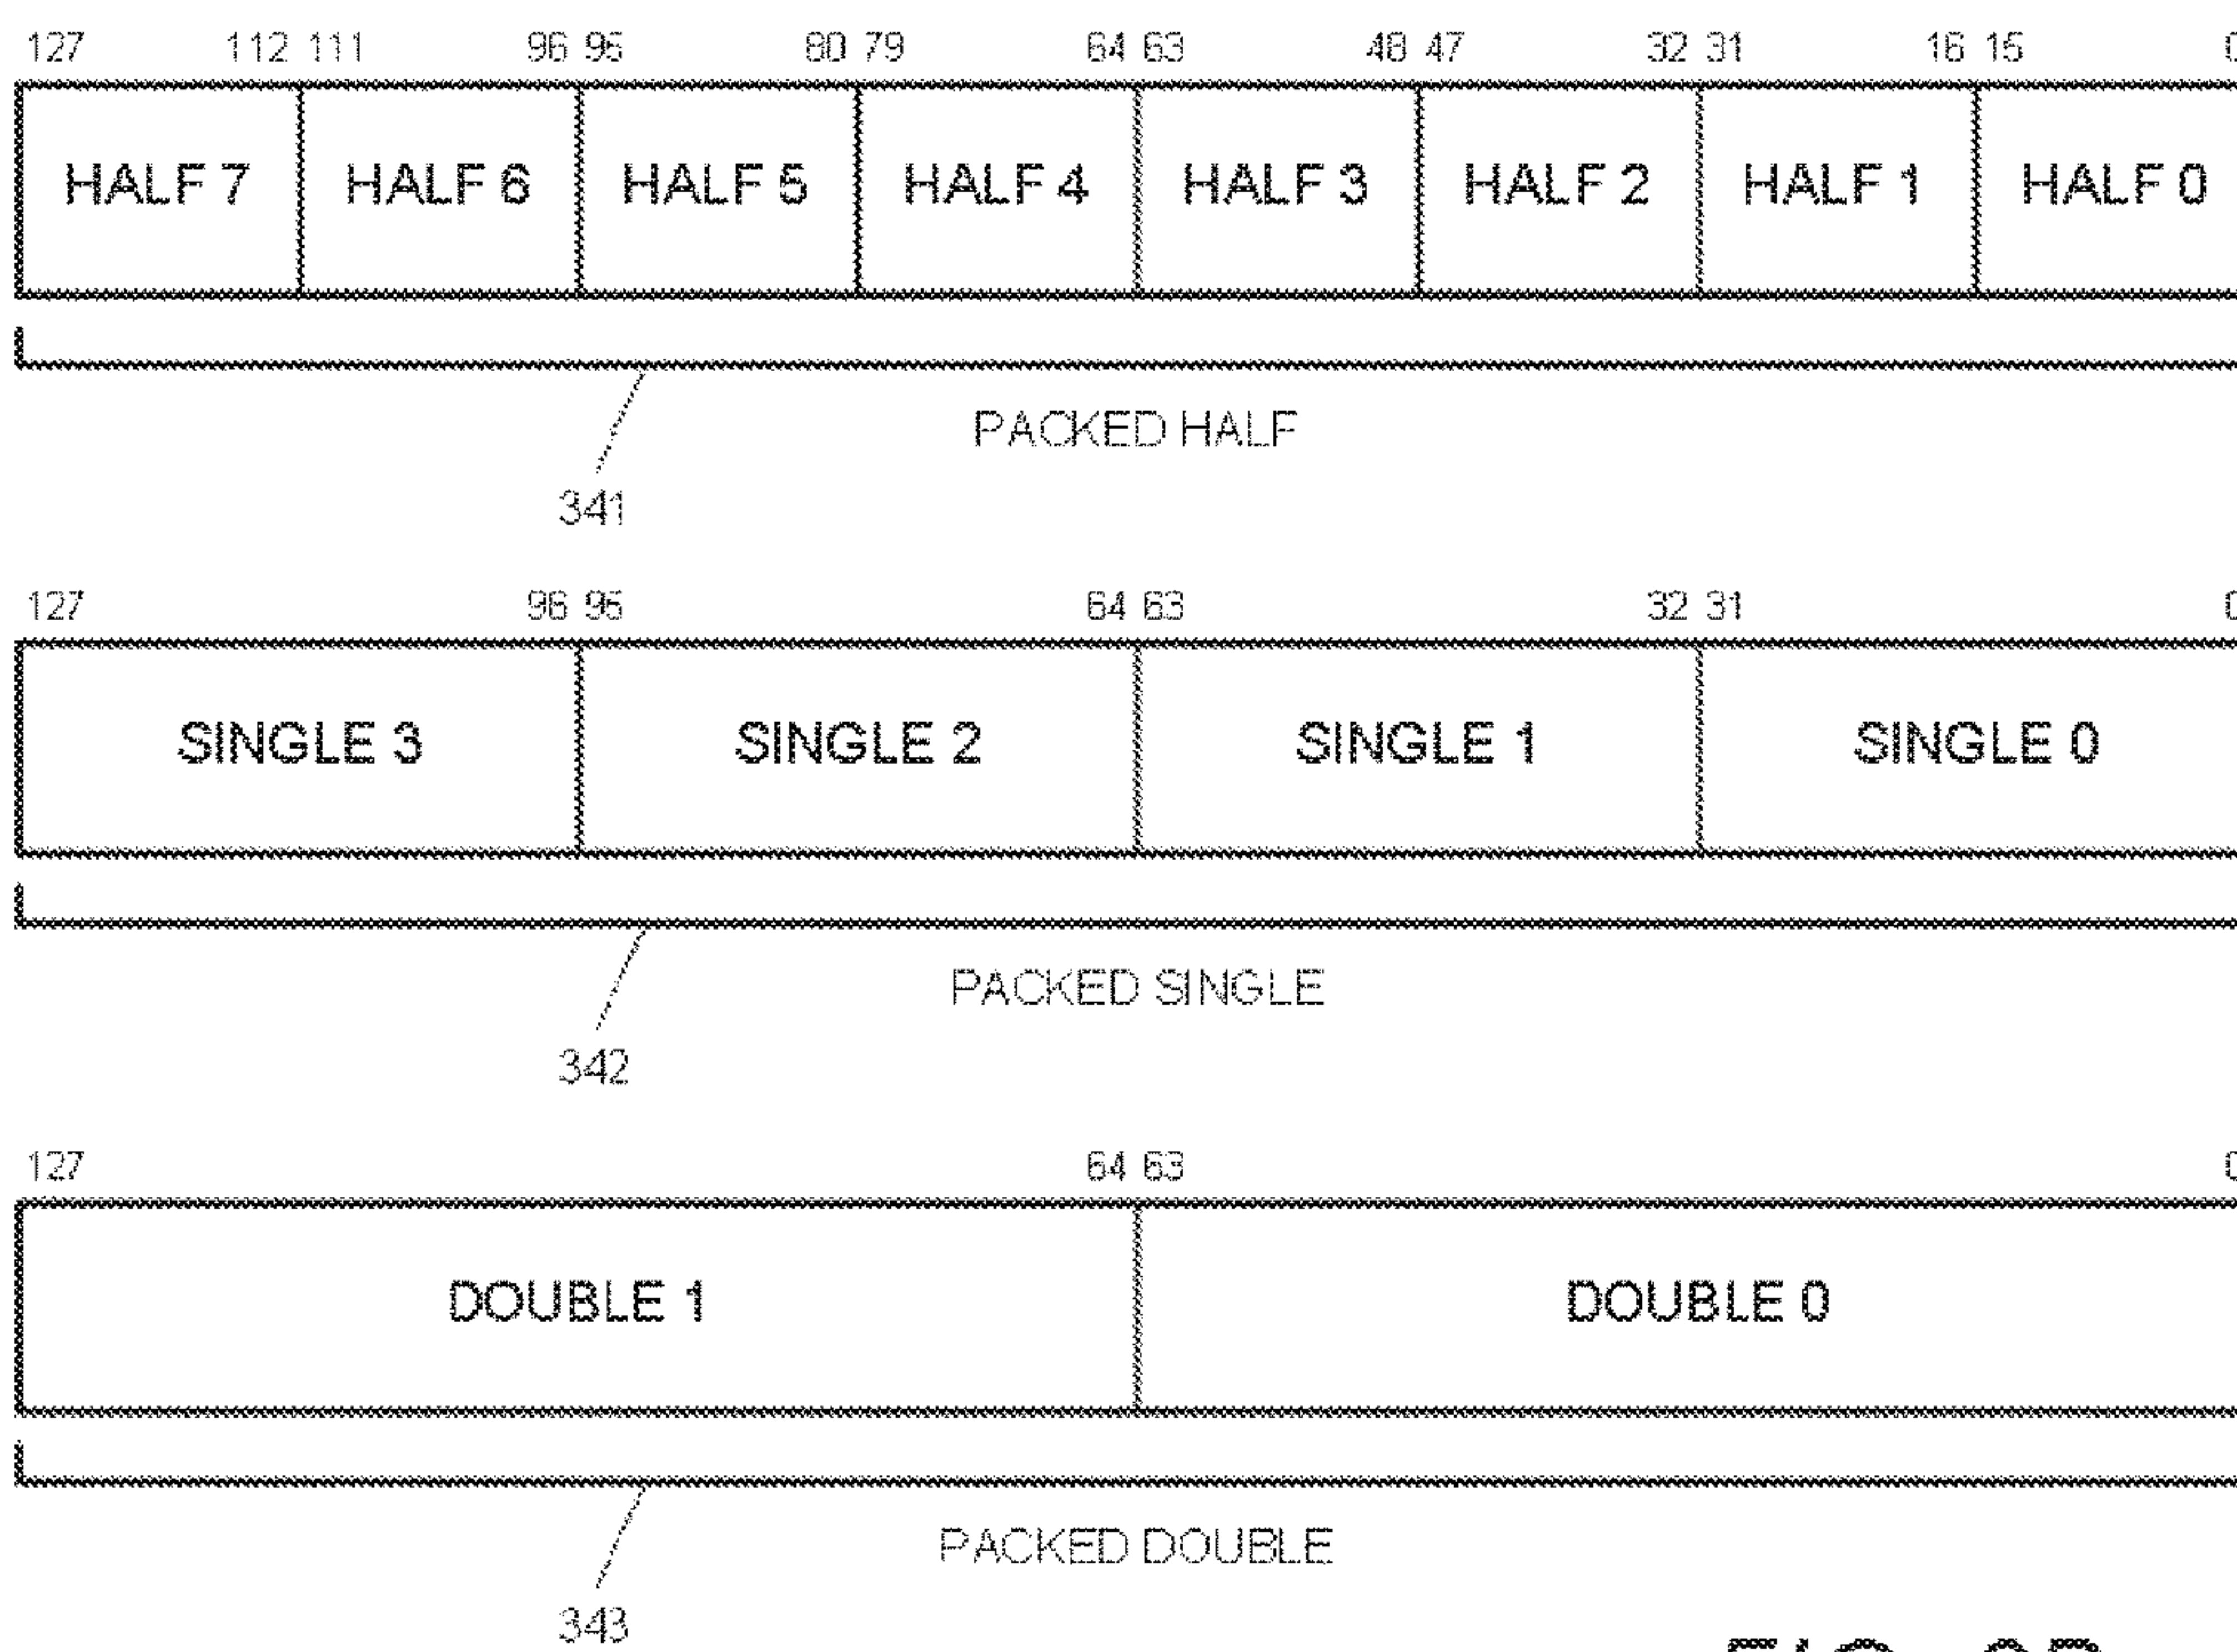 127 112 111 96 95 80 79 64 63 48 47 32 31 16 15 0
HALF 7 HALF 6 HALF 5 HALF 4 HALF 3 HALF 2 HALF 1 HALF 0
PACKED HALF
341
127 96 95 64 63 32 31 0
SINGLE 3 SINGLE 2 SINGLE 1 SINGLE 0
PACKED SINGLE
342
127 64 63 0
DOUBLE 1 DOUBLE 0
PACKED DOUBLE
343